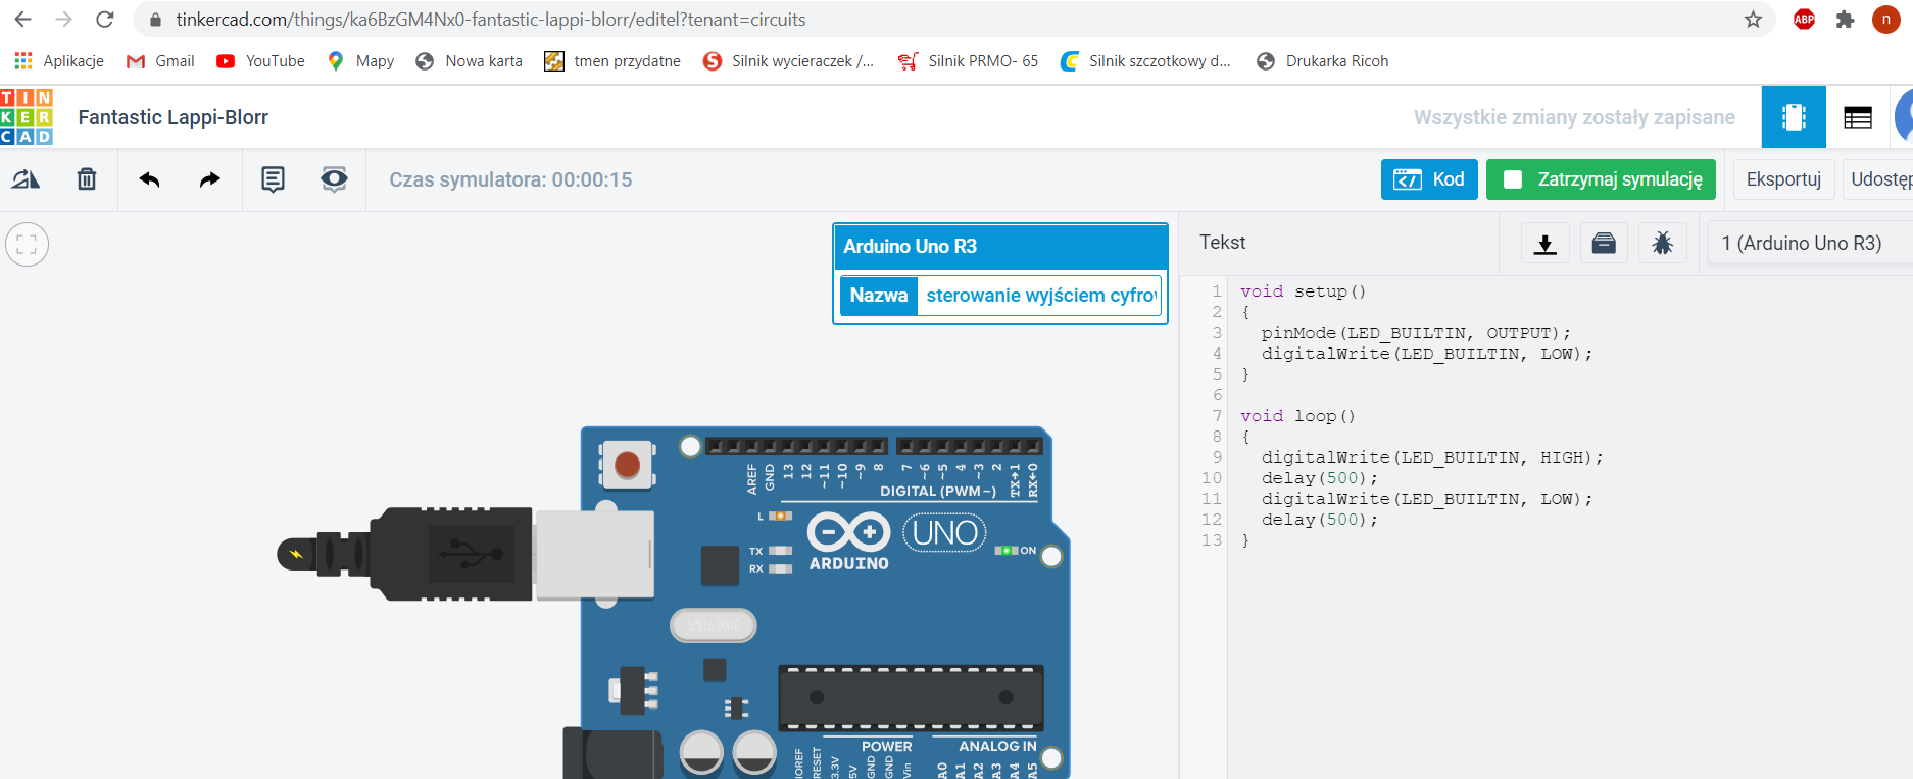 tinkercad.com/things/ka6BzGM4Nx0-fantastic-lappi-blorr/editel?tenant=circuits
ABP
n
Aplikacje
Gmail
YouTube
Mapy
Nowa karta
tmen przydatne
Silnik wycieraczek /...
Silnik PRMO- 65
Silnik szczotkowy d...
Drukarka Ricoh
TIN
KER
CAD
Fantastic Lappi-Blorr
Wszystkie zmiany zostały zapisane
Czas symulatora: 00:00:15
Kod
Zatrzymaj symulację
Eksportuj
Udostęp
Arduino Uno R3
Nazwa
sterowanie wyjściem cyfrow
Tekst
1 (Arduino Uno R3)
1 void setup()
2 {
3 pinMode(LED_BUILTIN, OUTPUT);
4 digitalWrite(LED_BUILTIN, LOW);
5 }
6
7 void loop()
8 {
9 digitalWrite(LED_BUILTIN, HIGH);
10 delay(500);
11 digitalWrite(LED_BUILTIN, LOW);
12 delay(500);
13 }
AREF
GND
13
12
~11
~10
~9
8
7
~6
~5
4
~3
2
TX→1
RX←0
DIGITAL (PWM~)
L
TX
RX
ARDUINO
UNO
ON
POWER
ANALOG IN
IOREF
RESET
3.3V
5V
GND
GND
Vin
A0
A1
A2
A3
A4
A5